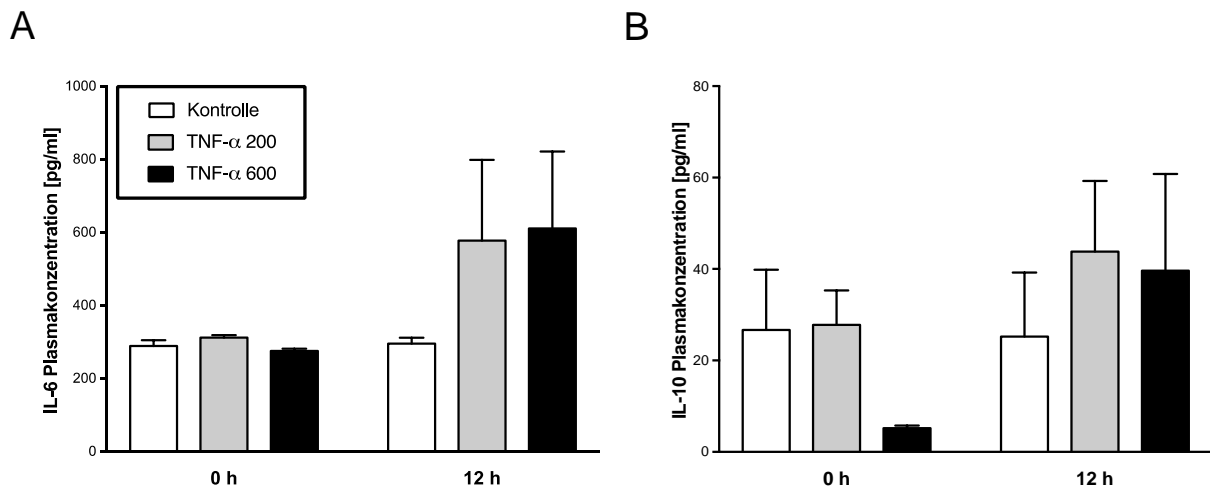 A
IL-6 Plasmakonzentration [pg/ml]
1000
800
600
400
200
0
Kontrolle
TNF-α 200
TNF-α 600
0 h
12 h
B
IL-10 Plasmakonzentration [pg/ml]
80
60
40
20
0
0 h
12 h